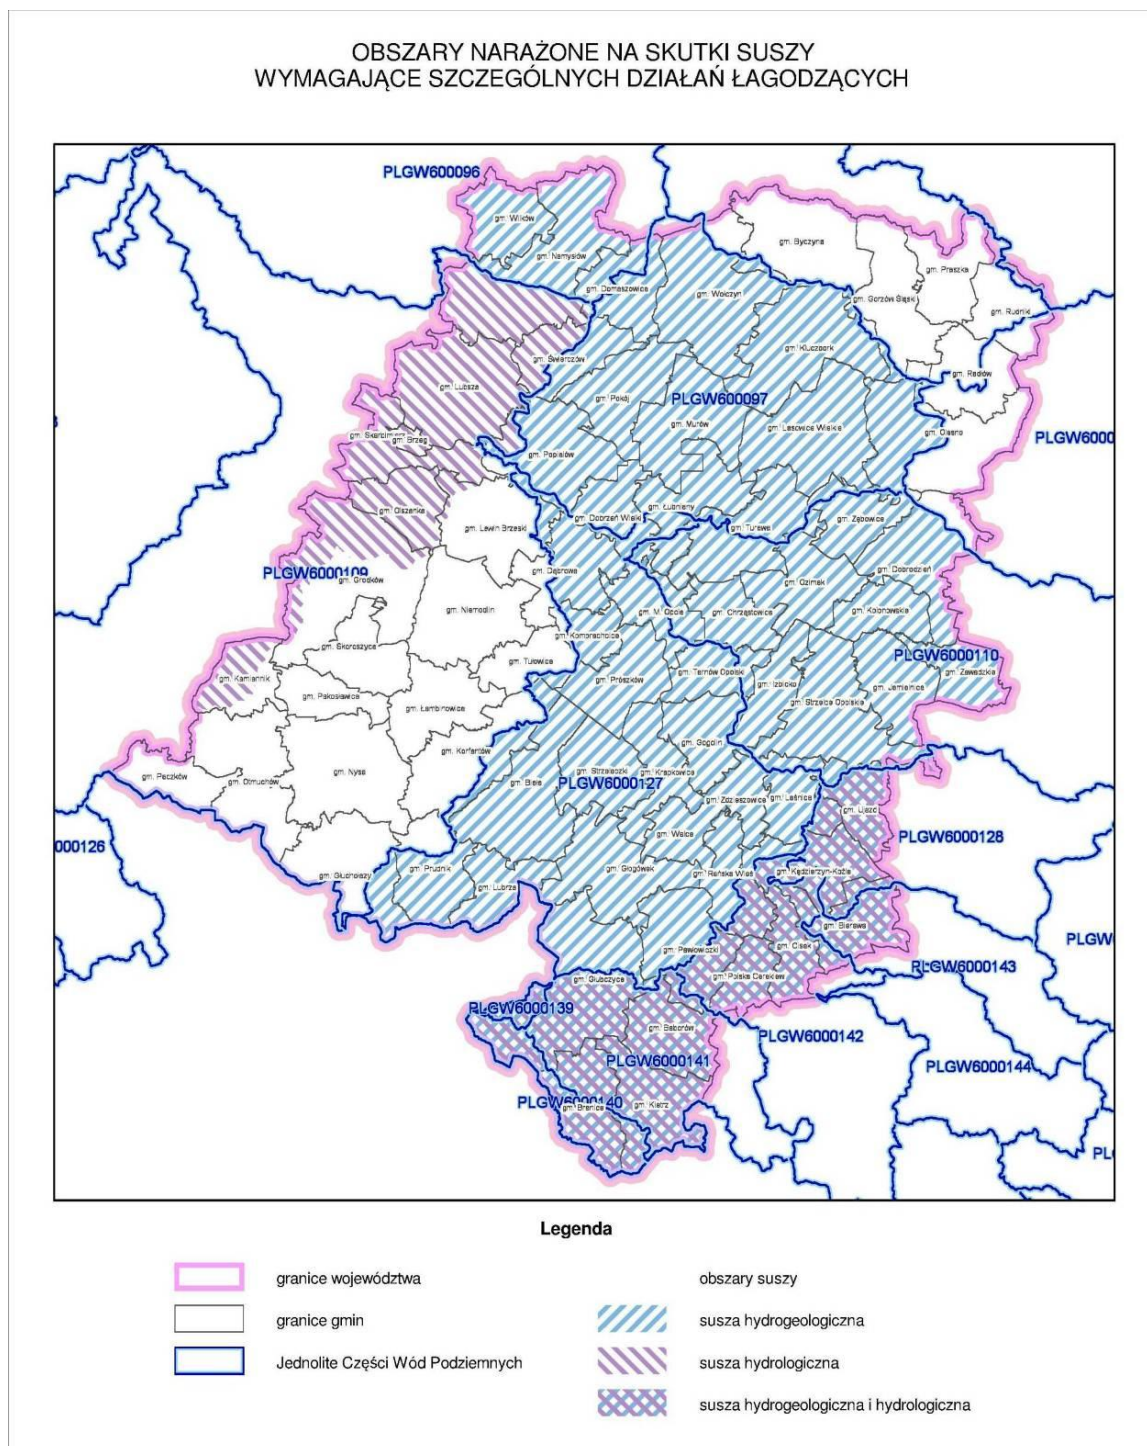 OBSZARY NARAŻONE NA SKUTKI SUSZY
WYMAGAJĄCE SZCZEGÓLNYCH DZIAŁAŃ ŁAGODZĄCYCH
PLGW600096
gm. Wilków
gm. Namysłów
gm. Byczyna
gm. Praszka
gm. Domaszowice
gm. Wołczyn
gm. Gorzów Śląski
gm. Rudniki
gm. Kluczbork
gm. Świerczów
gm. Radłów
gm. Lubsza
gm. Pokój
PLGW600097
gm. Murów
gm. Lasowice Wielkie
gm. Olesno
PLGW6000
gm. Brzeg
gm. Popielów
gm. Olszanka
gm. Dobrzeń Wielki
gm. Łubniany
gm. Turawa
gm. Zębowice
gm. Lewin Brzeski
PLGW6000109
gm. Grodków
gm. Dąbrowa
gm. Ozimek
gm. Dobrodzień
gm. Niemodlin
gm. M. Opole
gm. Chrząstowice
gm. Kolonowskie
gm. Komprachcice
gm. Skoroszyce
gm. Tułowice
PLGW6000110
gm. Kamiennik
gm. Prószków
gm. Tarnów Opolski
gm. Izbicko
gm. Jemielnica
gm. Zawadzkie
gm. Pakosławice
gm. Łambinowice
gm. Strzelce Opolskie
gm. Gogolin
gm. Korfantów
gm. Paczków
gm. Otmuchów
gm. Nysa
gm. Biała
gm. Strzeleczki
gm. Krapkowice
PLGW6000127
gm. Zdzieszowice
gm. Leśnica
gm. Ujazd
gm. Walce
PLGW6000128
000126
gm. Głuchołazy
gm. Prudnik
gm. Lubrza
gm. Głogówek
gm. Reńska Wieś
gm. Kędzierzyn-Koźle
gm. Bierawa
gm. Pawłowiczki
gm. Cisek
PLGW
gm. Głubczyce
gm. Polska Cerekiew
PLGW6000143
PLGW6000139
gm. Baborów
PLGW6000142
PLGW6000141
PLGW6000144
PLGW6000140
gm. Branice
gm. Kietrz
Legenda
granice województwa
obszary suszy
granice gmin
susza hydrogeologiczna
Jednolite Części Wód Podziemnych
susza hydrologiczna
susza hydrogeologiczna i hydrologiczna